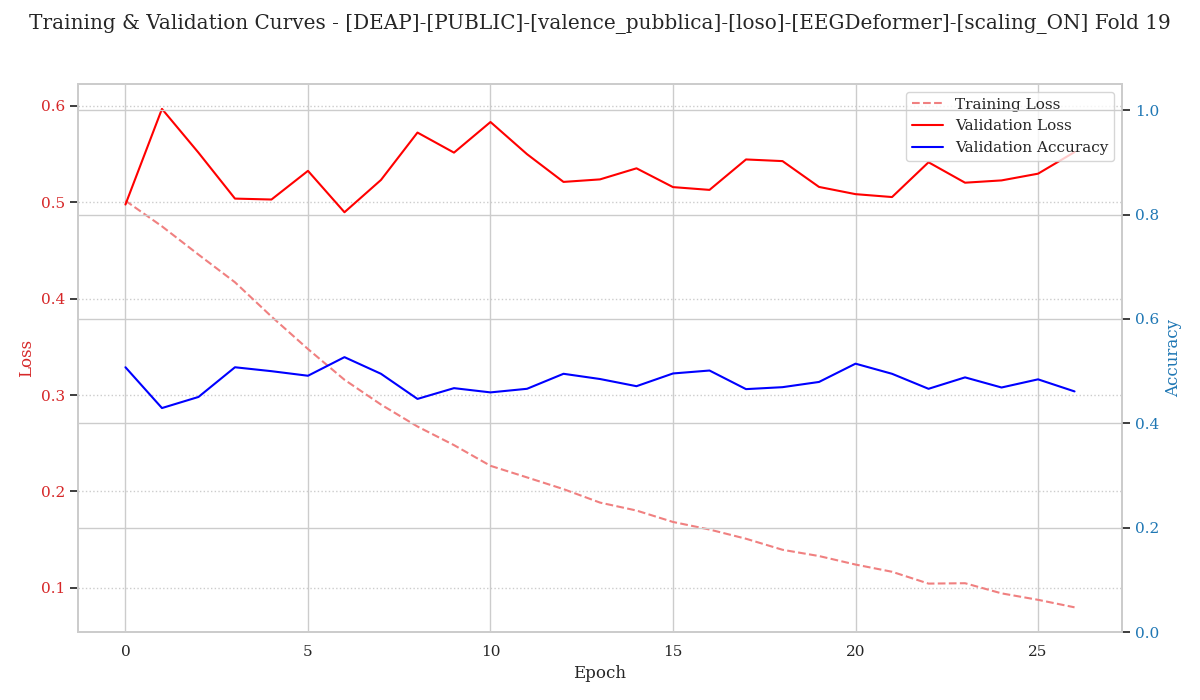 Training & Validation Curves - [DEAP]-[PUBLIC]-[valence_pubblica]-[loso]-[EEGDeformer]-[scaling_ON] Fold 19
Training Loss
Validation Loss
Validation Accuracy
Loss
0.6
0.5
0.4
0.3
0.2
0.1
1.0
0.8
0.6
0.4
0.2
0.0
Accuracy
0
5
10
15
20
25
Epoch